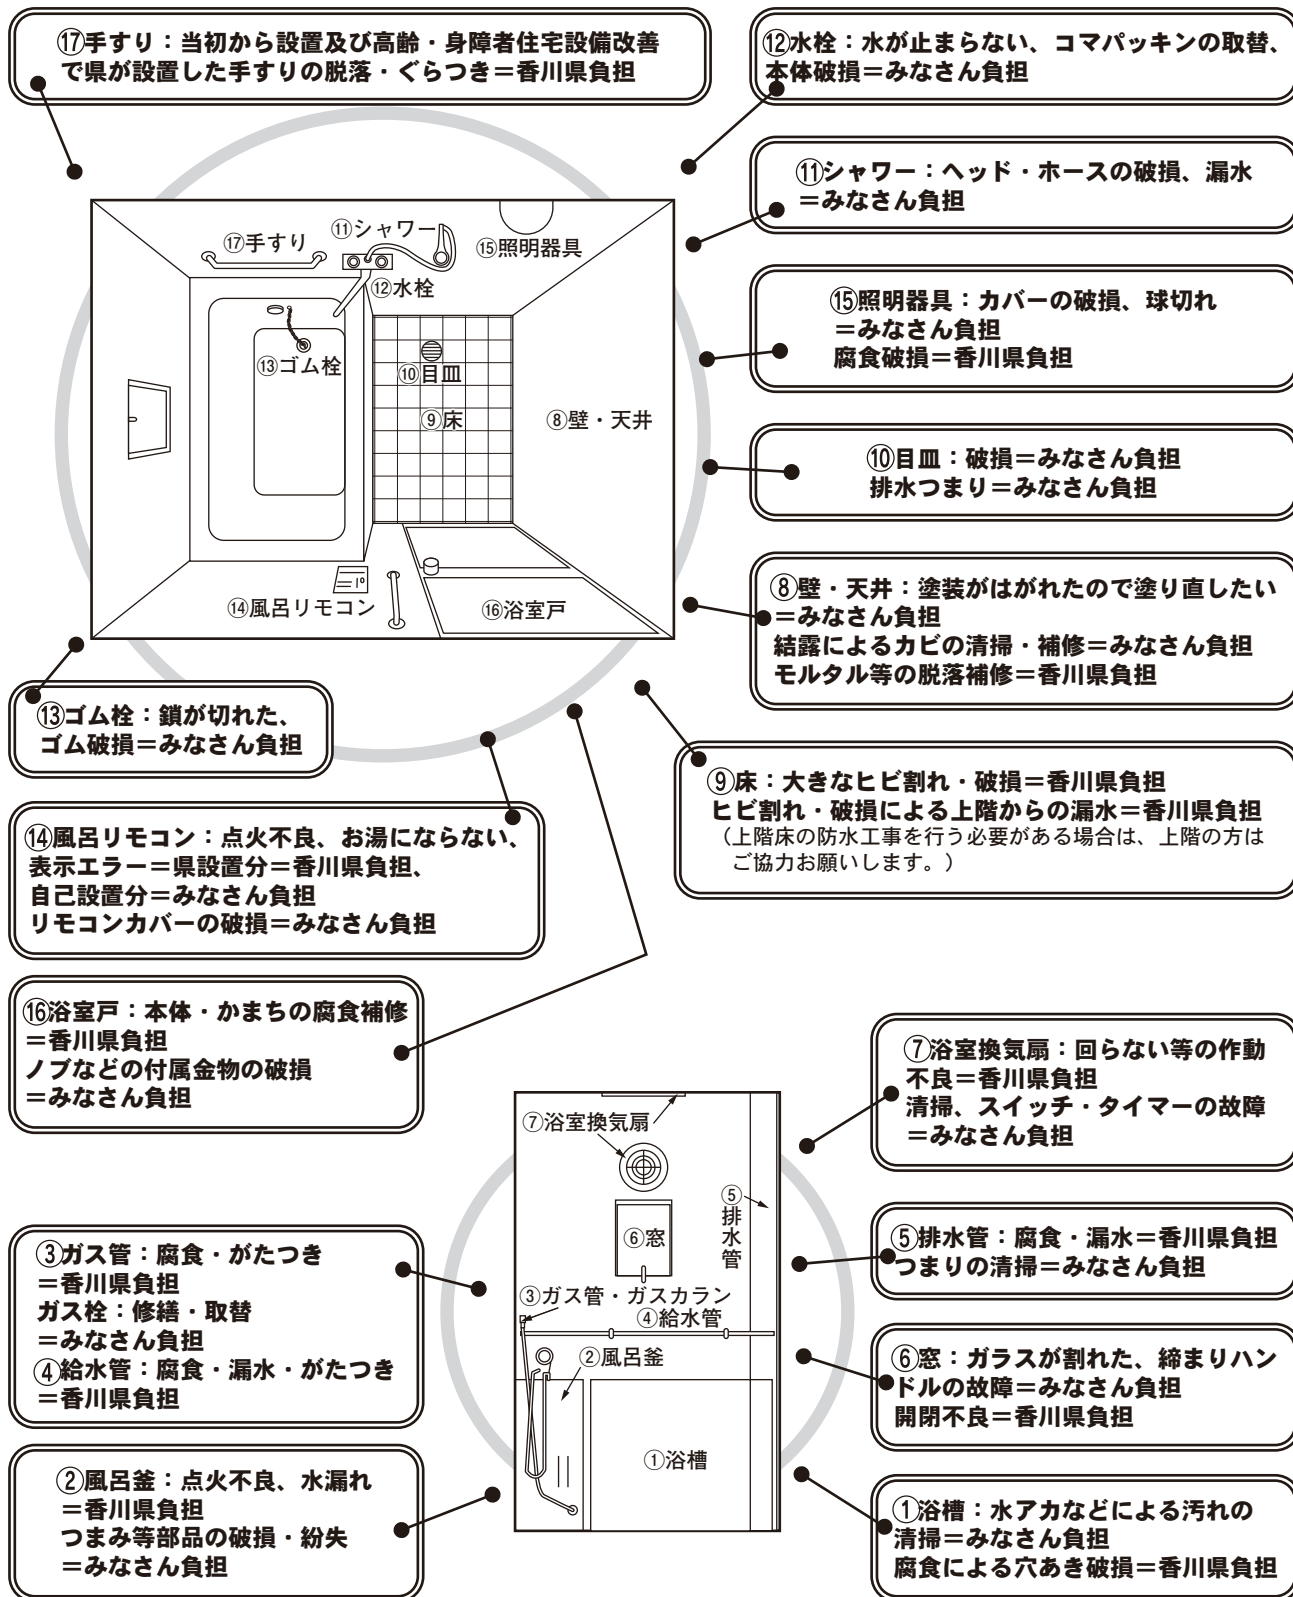 ⑰手すり：当初から設置及び高齢・身障者住宅設備改善
で県が設置した手すりの脱落・ぐらつき＝香川県負担
⑫水栓：水が止まらない、コマパッキンの取替、
本体破損＝みなさん負担
⑪シャワー：ヘッド・ホースの破損、漏水
＝みなさん負担
⑮照明器具：カバーの破損、球切れ
＝みなさん負担
腐食破損＝香川県負担
⑩目皿：破損＝みなさん負担
排水つまり＝みなさん負担
⑧壁・天井：塗装がはがれたので塗り直したい
＝みなさん負担
結露によるカビの清掃・補修＝みなさん負担
モルタル等の脱落補修＝香川県負担
⑨床：大きなヒビ割れ・破損＝香川県負担
ヒビ割れ・破損による上階からの漏水＝香川県負担
（上階床の防水工事を行う必要がある場合は、上階の方は
ご協力お願いします。）
⑰手すり
⑪シャワー
⑮照明器具
⑫水栓
⑬ゴム栓
⑩目皿
⑨床
⑧壁・天井
⑭風呂リモコン
⑯浴室戸
⑬ゴム栓：鎖が切れた、
ゴム破損＝みなさん負担
⑭風呂リモコン：点火不良、お湯にならない、
表示エラー＝県設置分＝香川県負担、
自己設置分＝みなさん負担
リモコンカバーの破損＝みなさん負担
⑯浴室戸：本体・かまちの腐食補修
＝香川県負担
ノブなどの付属金物の破損
＝みなさん負担
⑦浴室換気扇：回らない等の作動
不良＝香川県負担
清掃、スイッチ・タイマーの故障
＝みなさん負担
⑦浴室換気扇
⑤排水管
⑥窓
③ガス管・ガスカラン
④給水管
②風呂釜
①浴槽
③ガス管：腐食・がたつき
＝香川県負担
ガス栓：修繕・取替
＝みなさん負担
④給水管：腐食・漏水・がたつき
＝香川県負担
⑤排水管：腐食・漏水＝香川県負担
つまりの清掃＝みなさん負担
⑥窓：ガラスが割れた、締まりハン
ドルの故障＝みなさん負担
開閉不良＝香川県負担
②風呂釜：点火不良、水漏れ
＝香川県負担
つまみ等部品の破損・紛失
＝みなさん負担
①浴槽：水アカなどによる汚れの
清掃＝みなさん負担
腐食による穴あき破損＝香川県負担